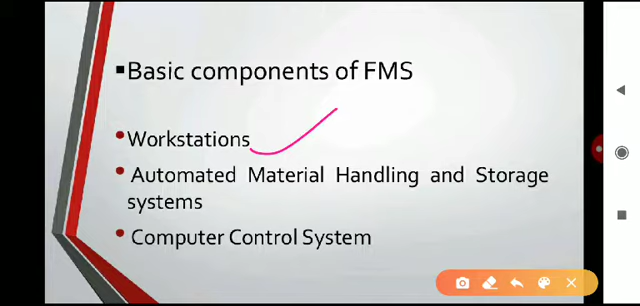 Basic components of FMS
Workstations
Automated Material Handling and Storage
systems
Computer Control System